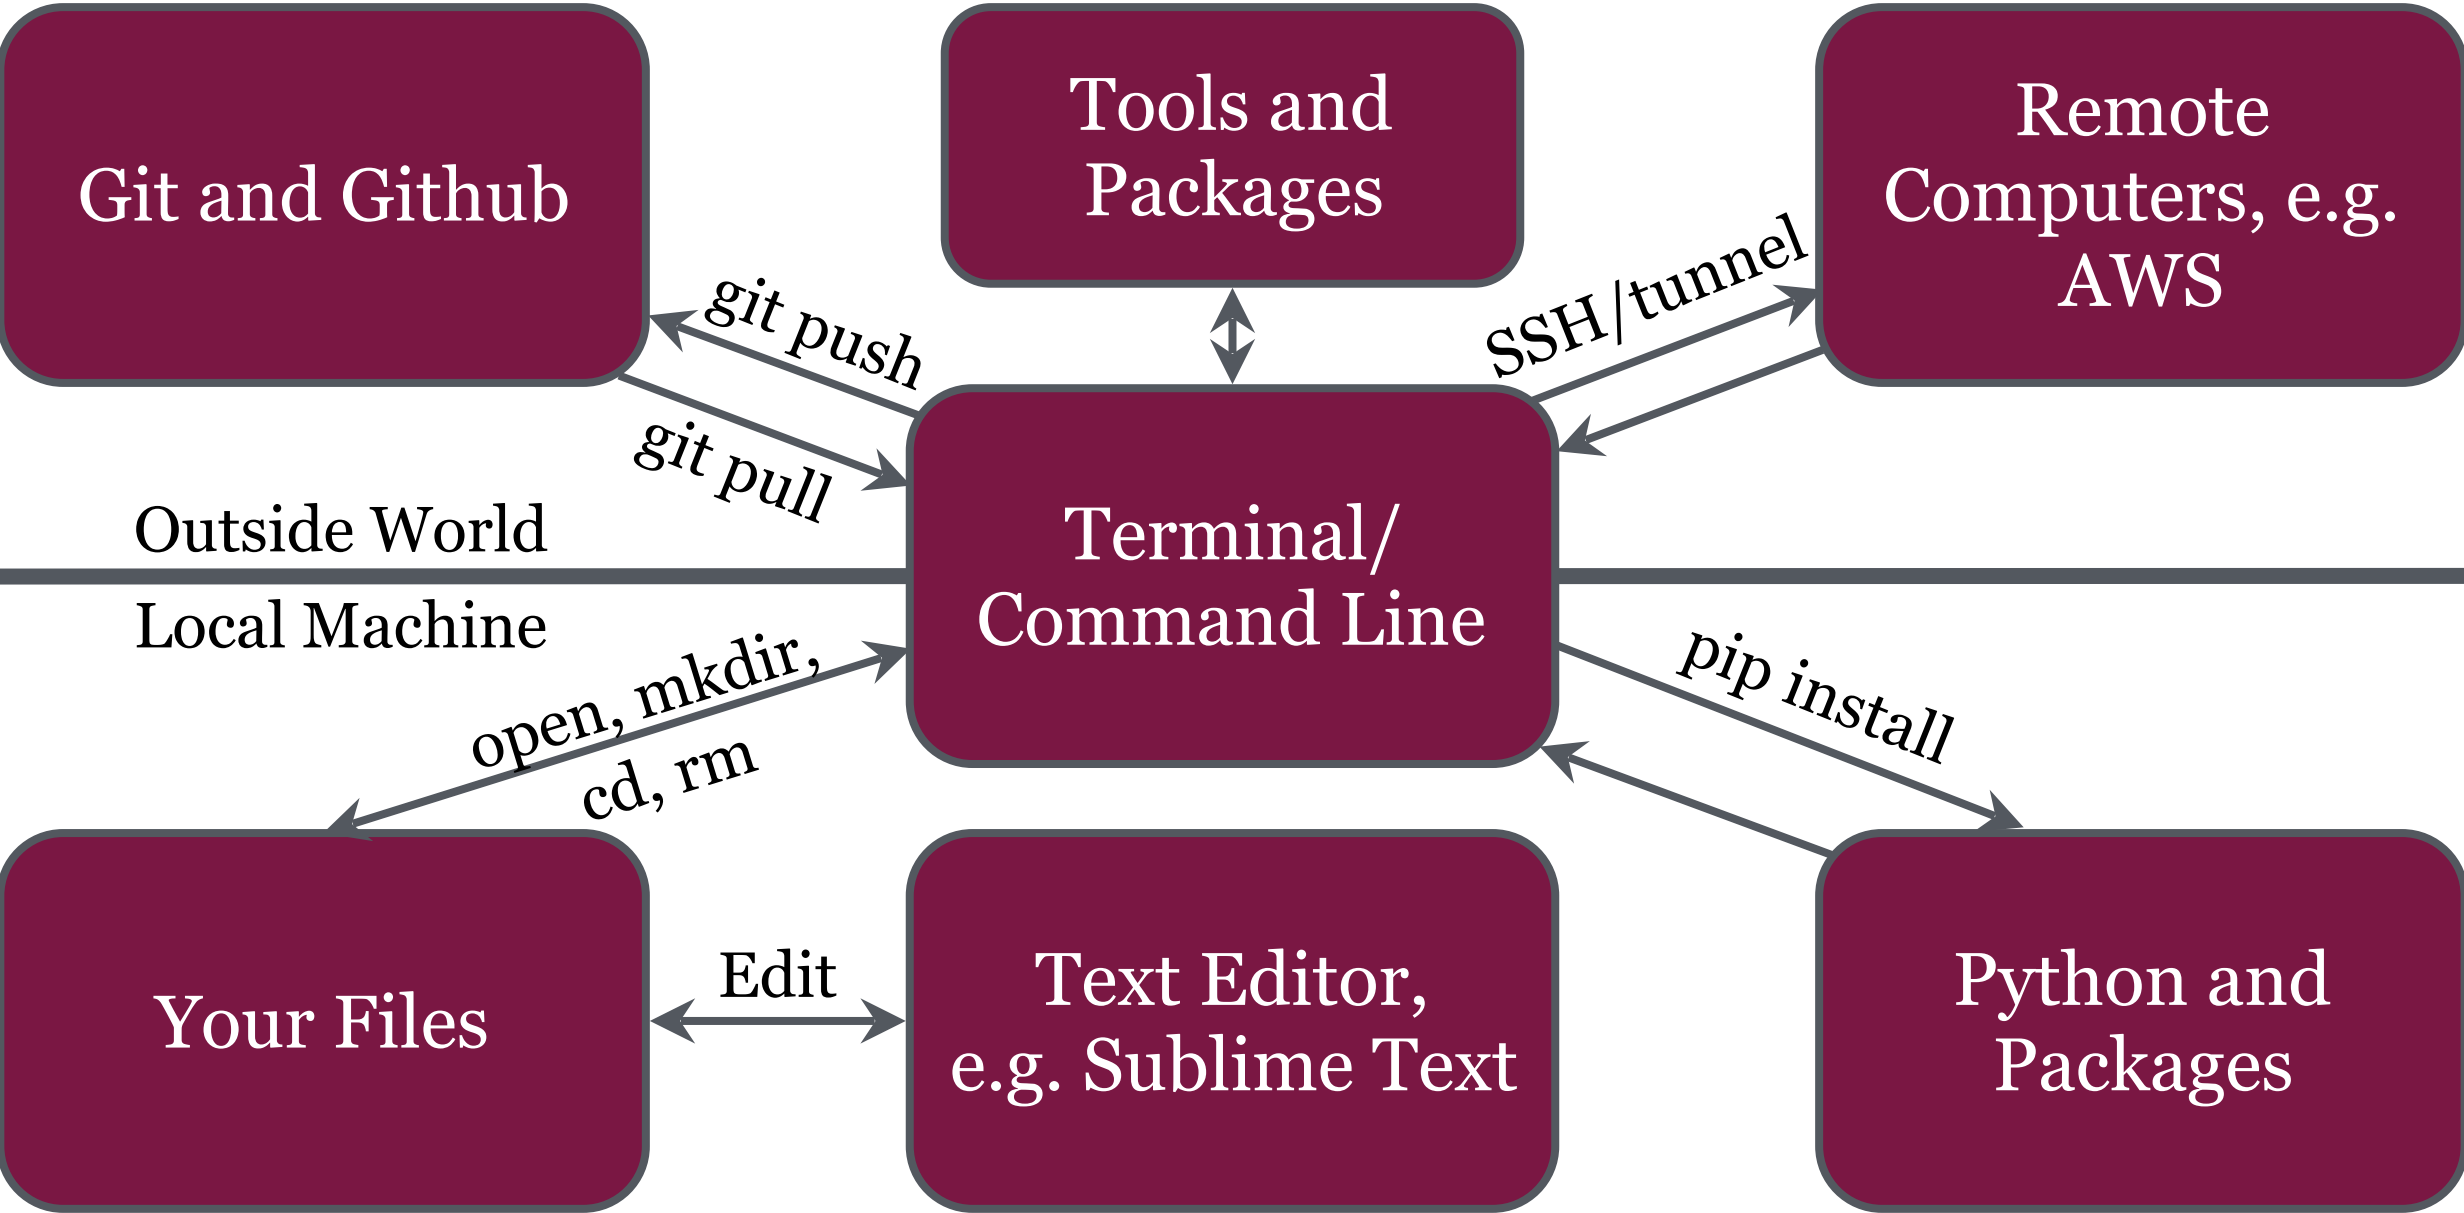 Git and Github
Tools and
Packages
Remote
Computers, e.g.
AWS
git push
git pull
SSH/tunnel
Outside World
Local Machine
Terminal/
Command Line
open, mkdir,
cd, rm
pip install
Your Files
Edit
Text Editor,
e.g. Sublime Text
Python and
Packages